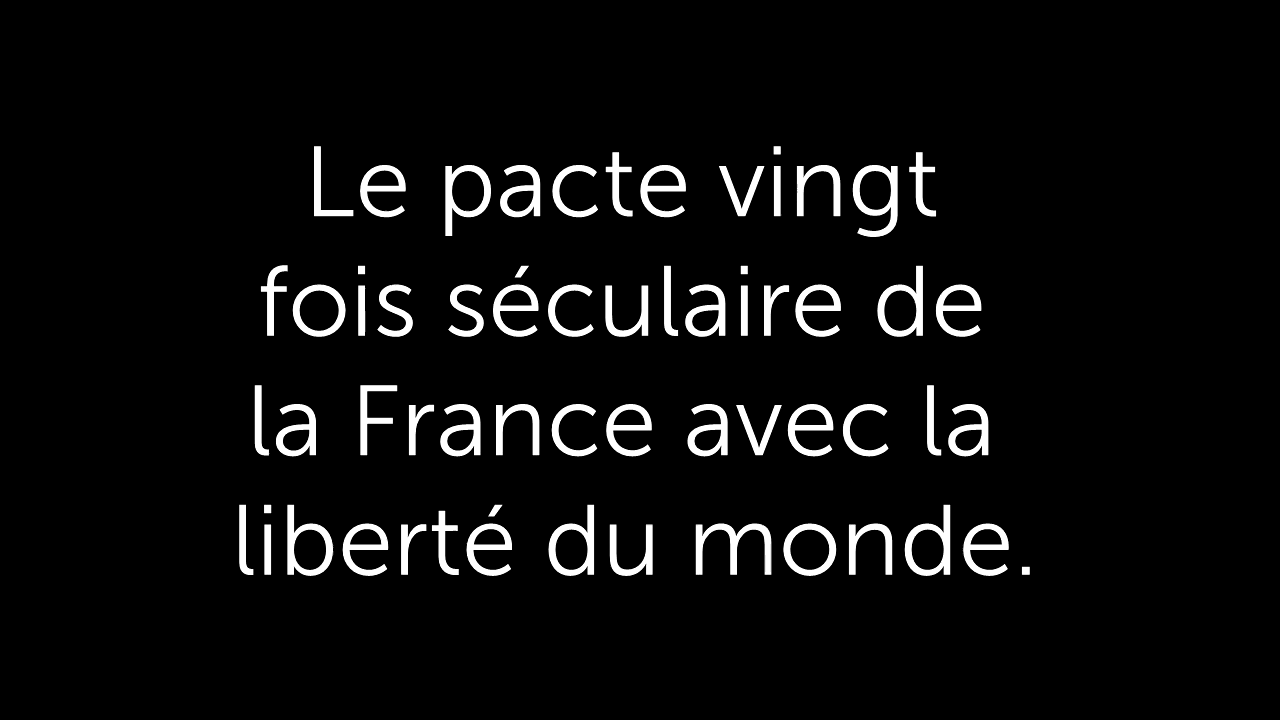 Le pacte vingt
fois séculaire de
la France avec la
liberté du monde.